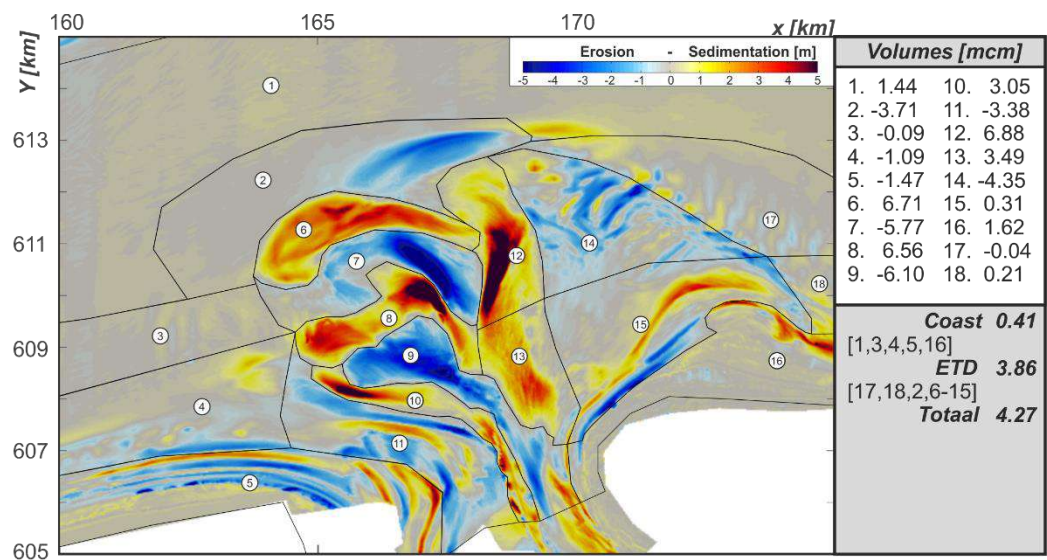 160 165 170 x [km]
Y [km]
Erosion - Sedimentation [m]
-5 -4 -3 -2 -1 0 1 2 3 4 5
613
611
609
607
605
1
2
3
4
5
6
7
8
9
10
11
12
13
14
15
16
17
18
Volumes [mcm]
1. 1.44 10. 3.05
2. -3.71 11. -3.38
3. -0.09 12. 6.88
4. -1.09 13. 3.49
5. -1.47 14. -4.35
6. 6.71 15. 0.31
7. -5.77 16. 1.62
8. 6.56 17. -0.04
9. -6.10 18. 0.21
Coast 0.41
[1,3,4,5,16]
ETD 3.86
[17,18,2,6-15]
Totaal 4.27